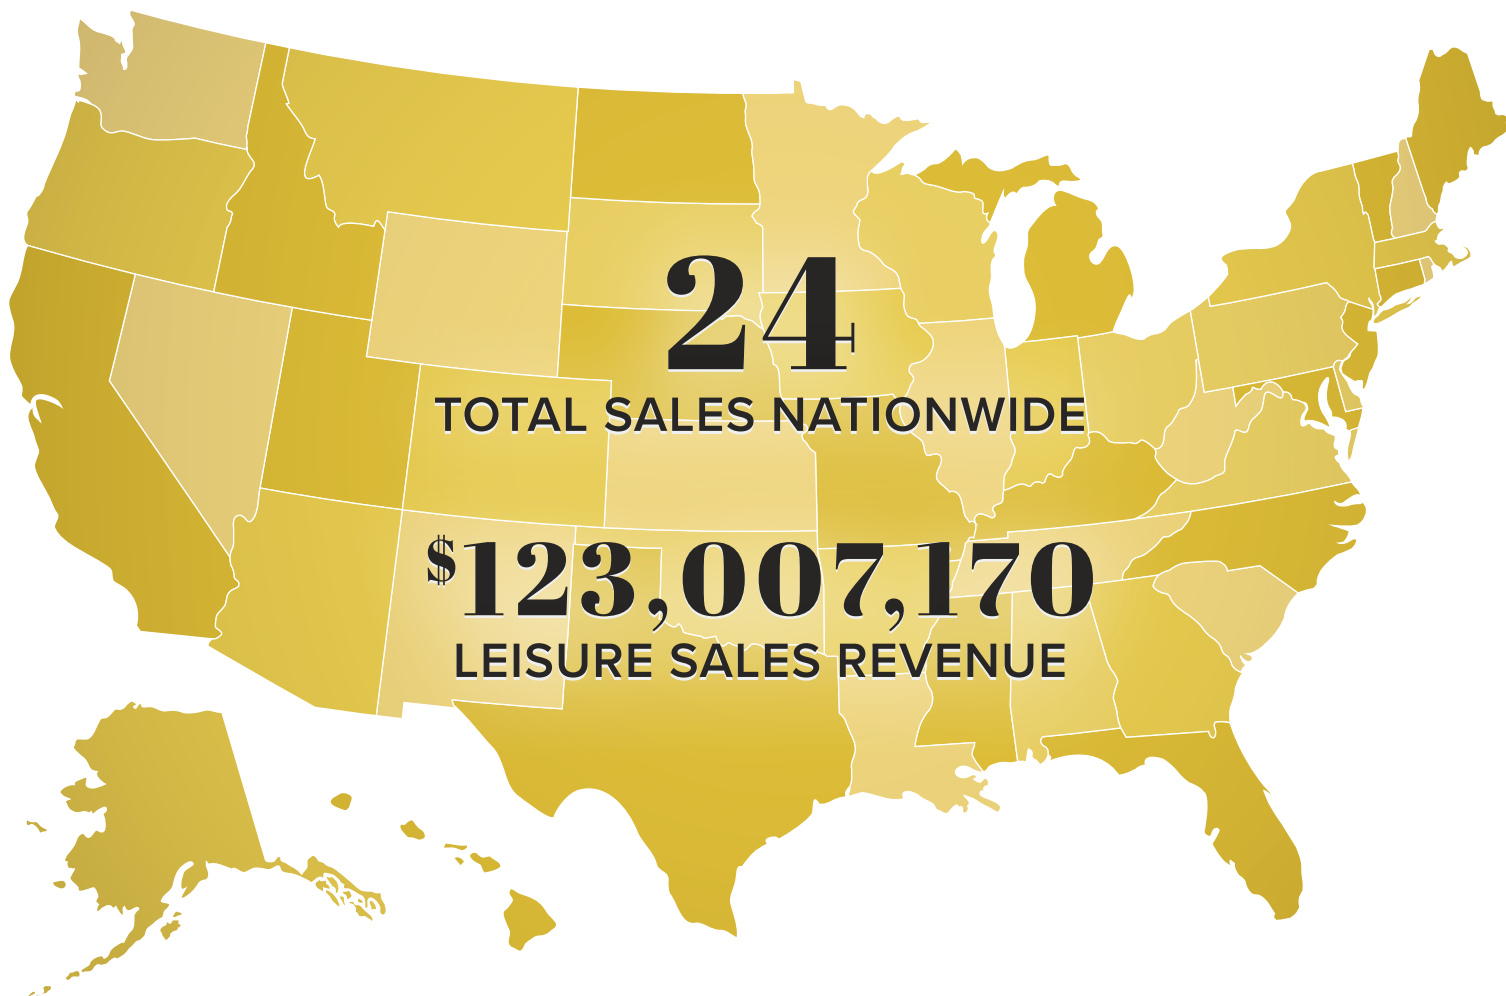 24
TOTAL SALES NATIONWIDE
$123,007,170
LEISURE SALES REVENUE